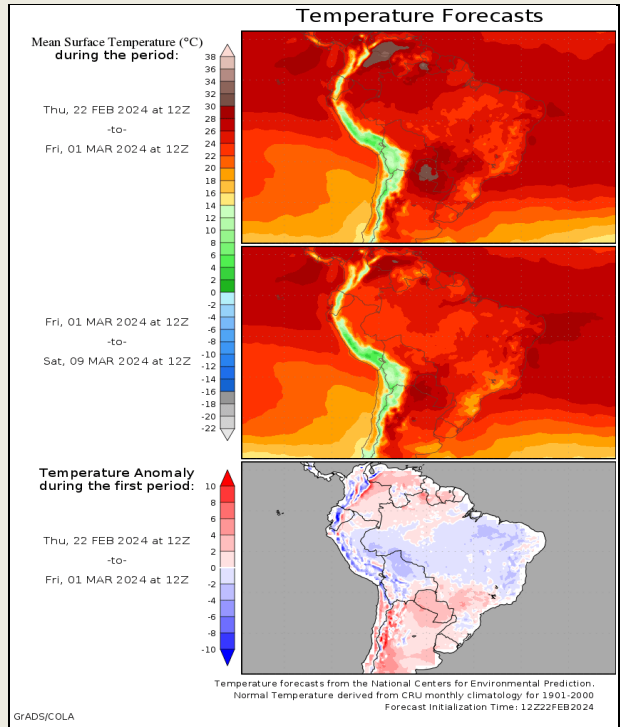 Temperature Forecasts
Mean Surface Temperature (°C)
during the period:
38
36
34
32
30
28
26
24
22
20
18
16
14
12
10
8
6
4
2
0
-2
-4
-6
-8
-10
-12
-14
-16
-18
-20
-22
Thu, 22 FEB 2024 at 12Z
-to-
Fri, 01 MAR 2024 at 12Z
Fri, 01 MAR 2024 at 12Z
-to-
Sat, 09 MAR 2024 at 12Z
Temperature Anomaly
during the first period:
10
8
6
4
2
0
-2
-4
-6
-8
-10
Thu, 22 FEB 2024 at 12Z
-to-
Fri, 01 MAR 2024 at 12Z
Temperature forecasts from the National Centers for Environmental Prediction.
Normal Temperature derived from CRU monthly climatology for 1901-2000
Forecast Initialization Time: 12Z22FEB2024
GrADS/COLA